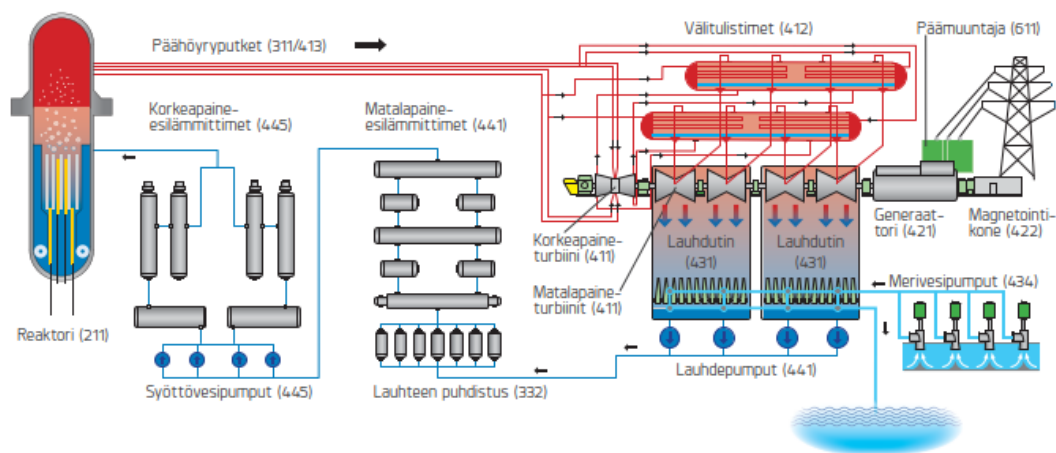 Päähöyryputket (311/413)
Välitulistimet (412)
Päämuuntaja (611)
Korkeapaine-
esilämmittimet (445)
Matalapaine-
esilämmittimet (441)
Korkeapaine-
turbiini (411)
Matalapaine-
turbiinit (411)
Lauhdutin
(431)
Lauhdutin
(431)
Generaat-
tori (421)
Magnetointi-
kone (422)
Merivesipumput (434)
Reaktori (211)
Syöttövesipumput (445)
Lauhteen puhdistus (332)
Lauhdepumput (441)